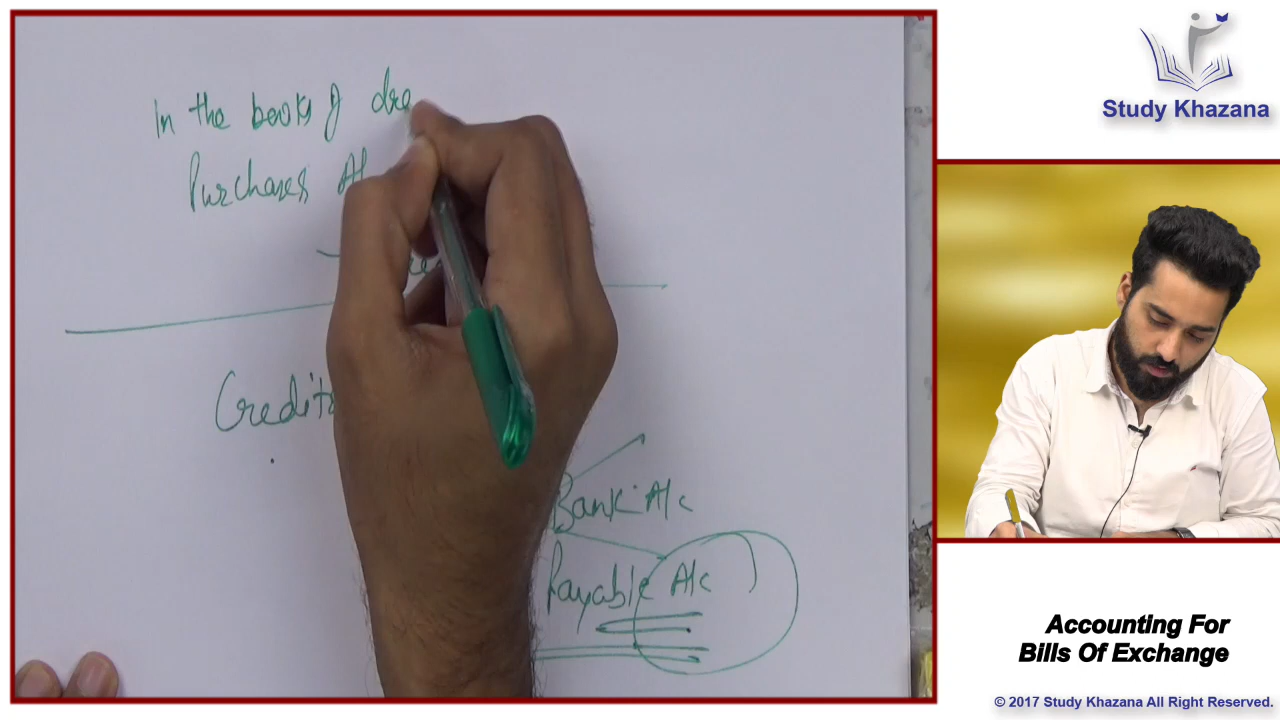 In the books of dra
Purchases A/
Credito
Bank A/c
Payable A/c
Study Khazana
Accounting For
Bills Of Exchange
© 2017 Study Khazana All Right Reserved.